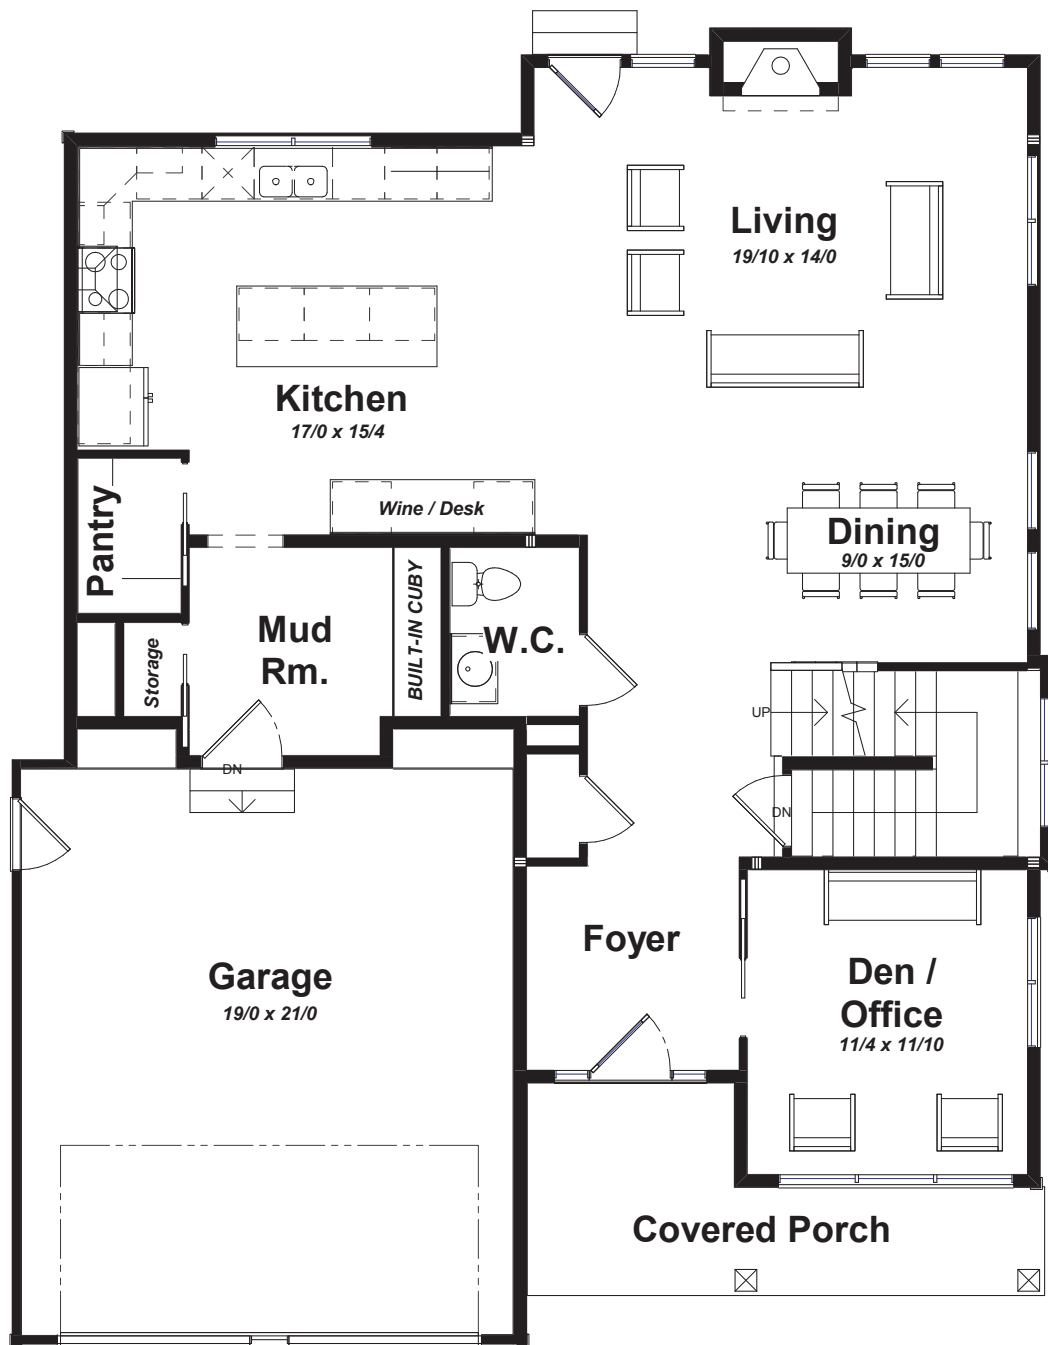 Living
19/10 x 14/0
Kitchen
17/0 x 15/4
Pantry
Wine / Desk
Dining
9/0 x 15/0
Mud
Rm.
BUILT-IN CUBY
W.C.
Storage
UP
DN
DN
Foyer
Garage
19/0 x 21/0
Den /
Office
11/4 x 11/10
Covered Porch